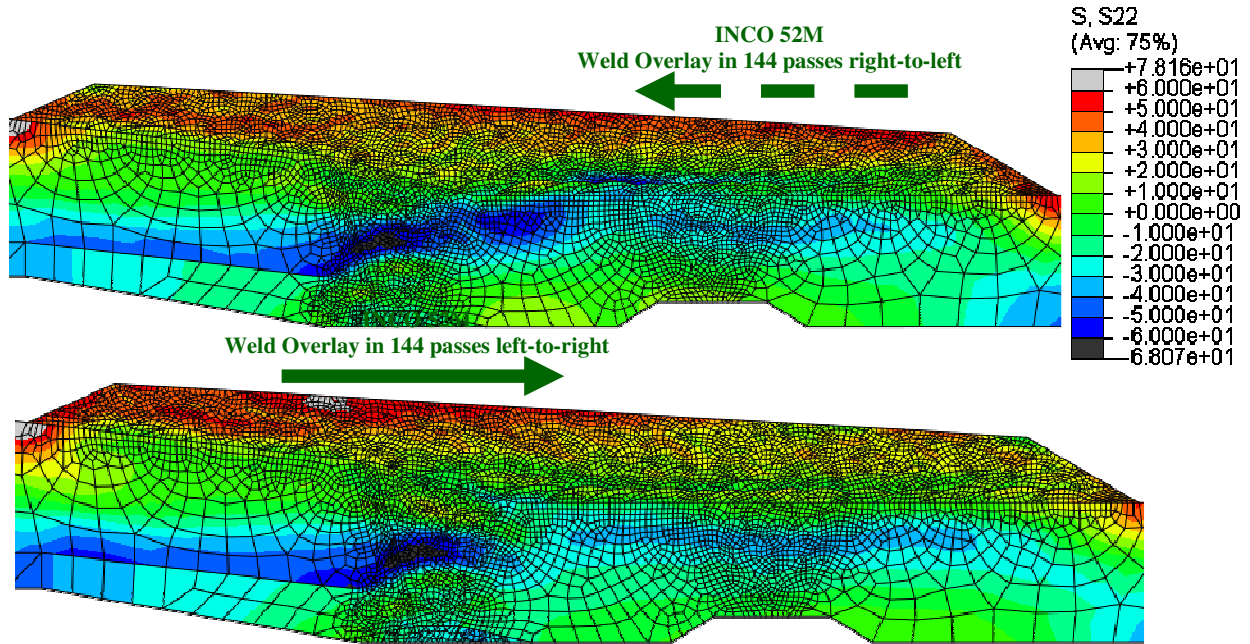 S, S22
(Avg: 75%)
+7.816e+01
+6.000e+01
+5.000e+01
+4.000e+01
+3.000e+01
+2.000e+01
+1.000e+01
+0.000e+00
-1.000e+01
-2.000e+01
-3.000e+01
-4.000e+01
-5.000e+01
-6.000e+01
-6.807e+01
INCO 52M
Weld Overlay in 144 passes right-to-left
Weld Overlay in 144 passes left-to-right